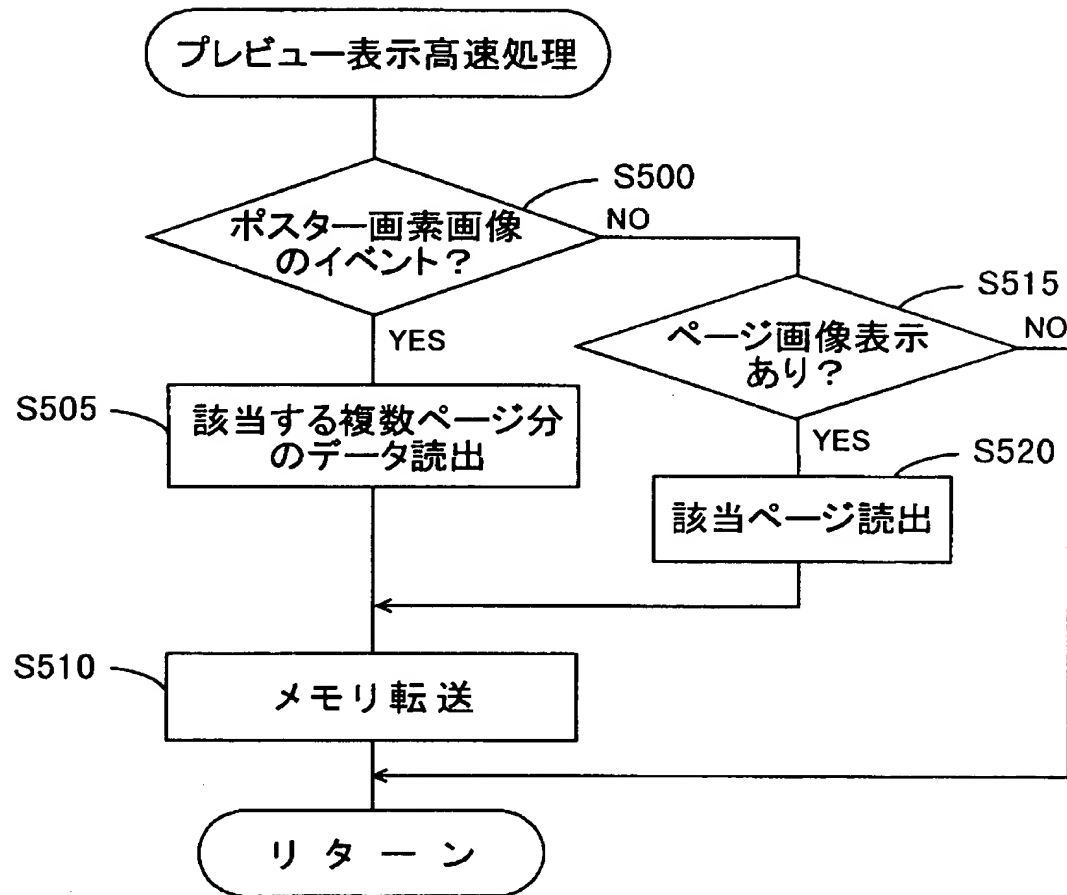 プレビュー表示高速処理
S500
ポスター画素画像
のイベント？
NO
YES
S515
ページ画像表示
あり？
NO
YES
S505
該当する複数ページ分
のデータ読出
S520
該当ページ読出
S510
メモリ転送
リターン